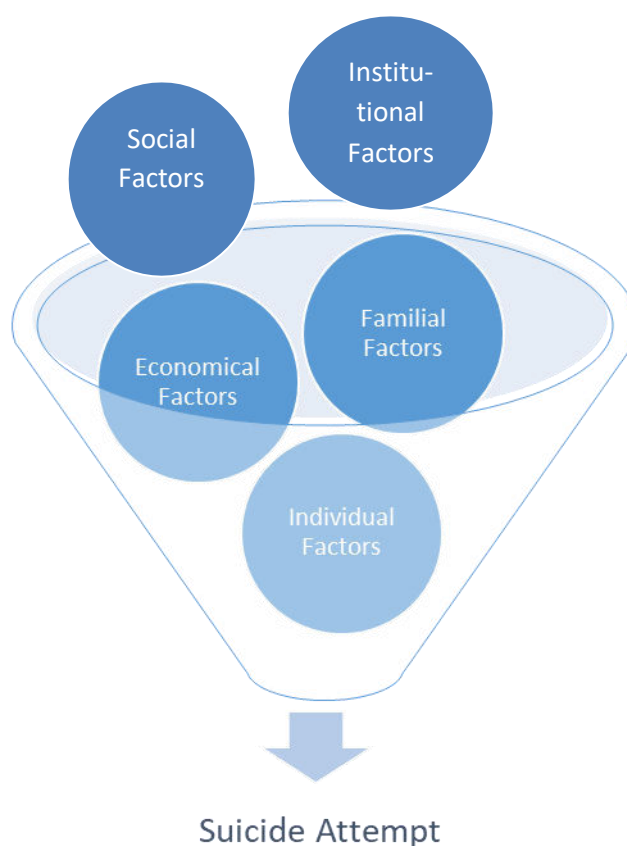 Institu-
tional
Factors
Social
Factors
Familial
Factors
Economical
Factors
Individual
Factors
Suicide Attempt